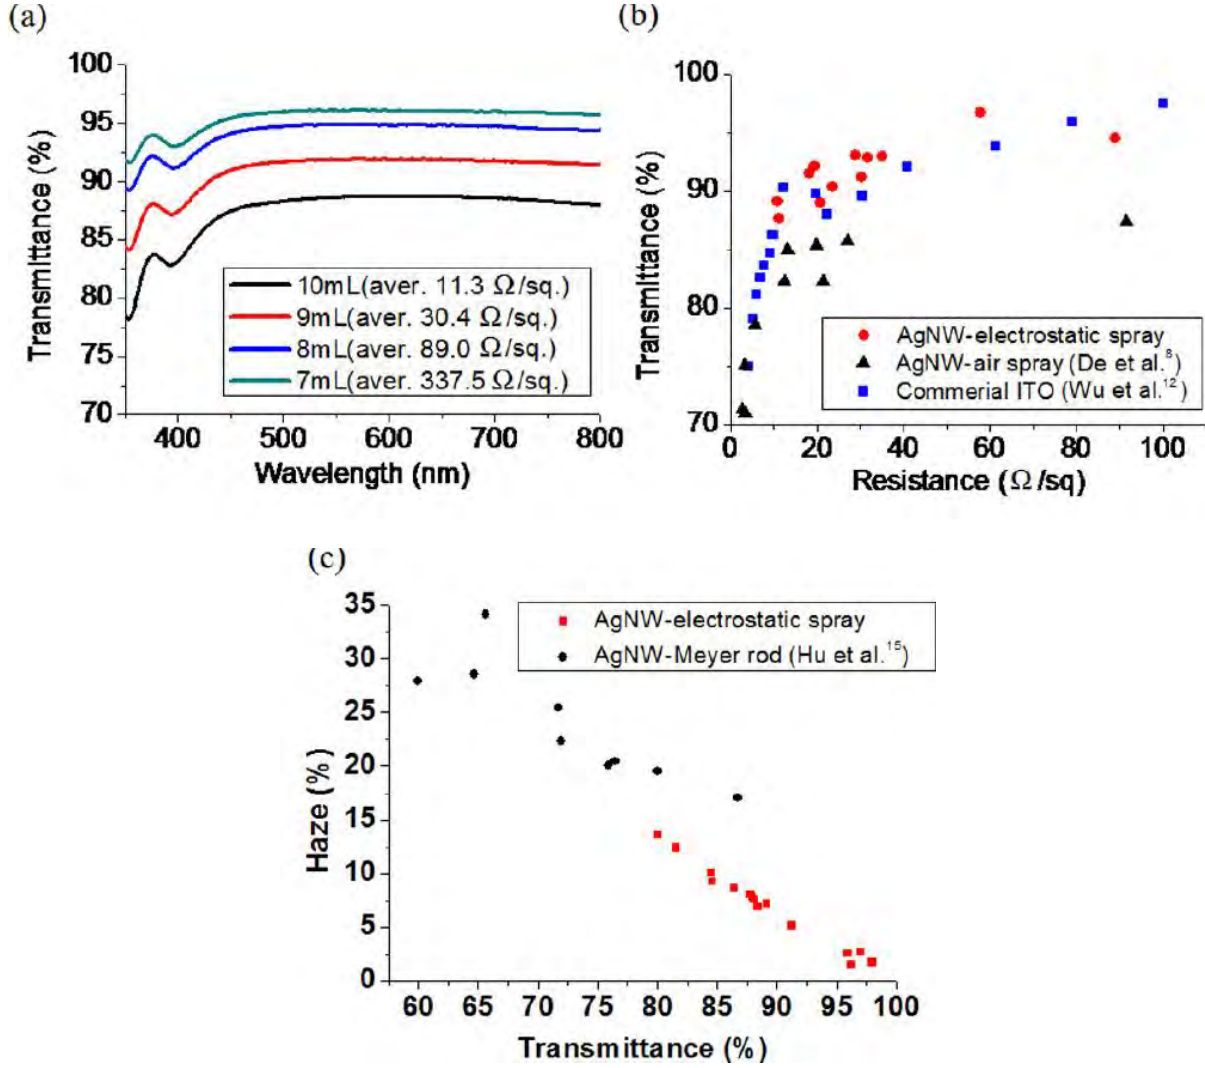 (a)
100
95
90
85
80
75
70
Transmittance (%)
10mL(aver. 11.3 Ω/sq.)
9mL(aver. 30.4 Ω/sq.)
8mL(aver. 89.0 Ω/sq.)
7mL(aver. 337.5 Ω/sq.)
400 500 600 700 800
Wavelength (nm)
(b)
100
90
80
70
Transmittance (%)
AgNW-electrostatic spray
AgNW-air spray (De et al.⁸)
Commerial ITO (Wu et al.¹²)
0 20 40 60 80 100
Resistance (Ω/sq)
(c)
35
30
25
20
15
10
5
0
Haze (%)
AgNW-electrostatic spray
AgNW-Meyer rod (Hu et al.¹⁵)
60 65 70 75 80 85 90 95 100
Transmittance (%)